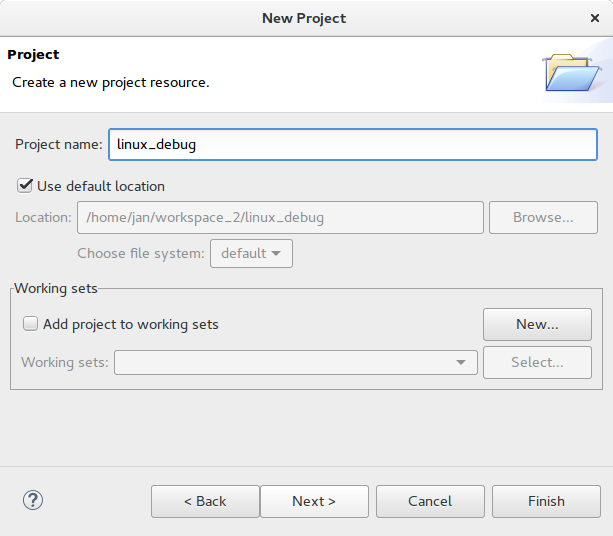 New Project
Project
Create a new project resource.
Project name: linux_debug
Use default location
Location: /home/jan/workspace_2/linux_debug Browse...
Choose file system: default
Working sets
Add project to working sets New...
Working sets: Select...
? < Back Next > Cancel Finish